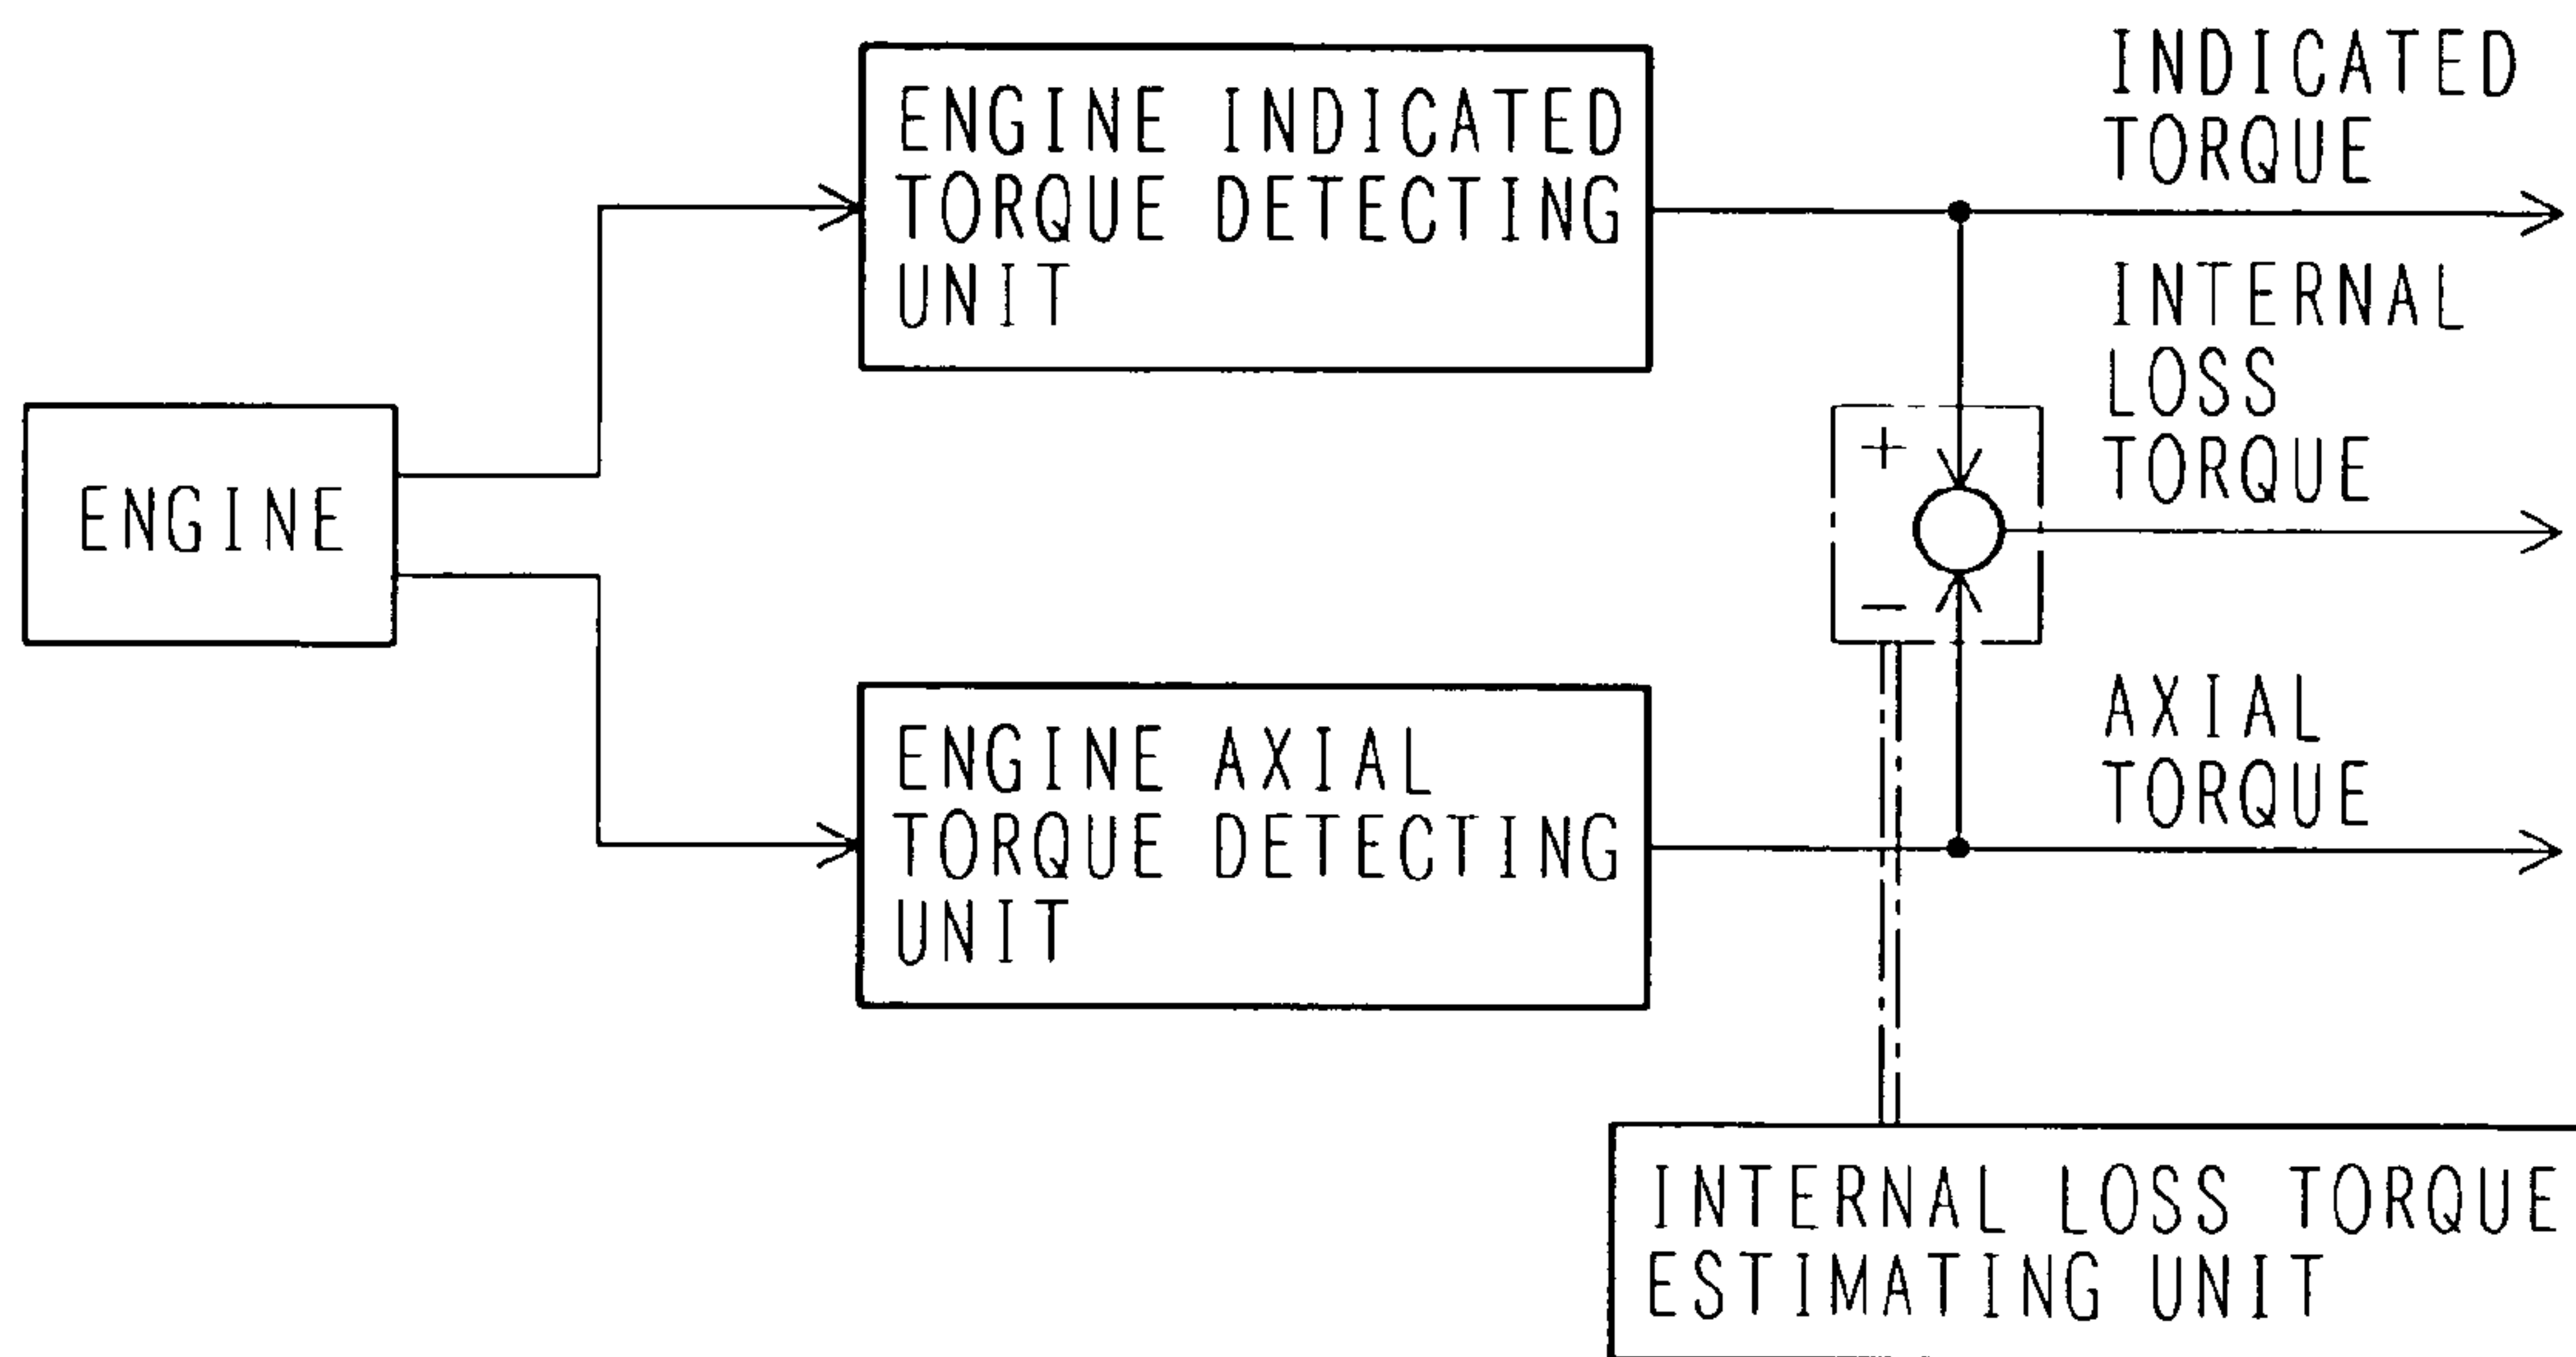 ENGINE
ENGINE INDICATED
TORQUE DETECTING
UNIT
ENGINE AXIAL
TORQUE DETECTING
UNIT
INDICATED
TORQUE
INTERNAL
LOSS
TORQUE
+
−
AXIAL
TORQUE
INTERNAL LOSS TORQUE
ESTIMATING UNIT